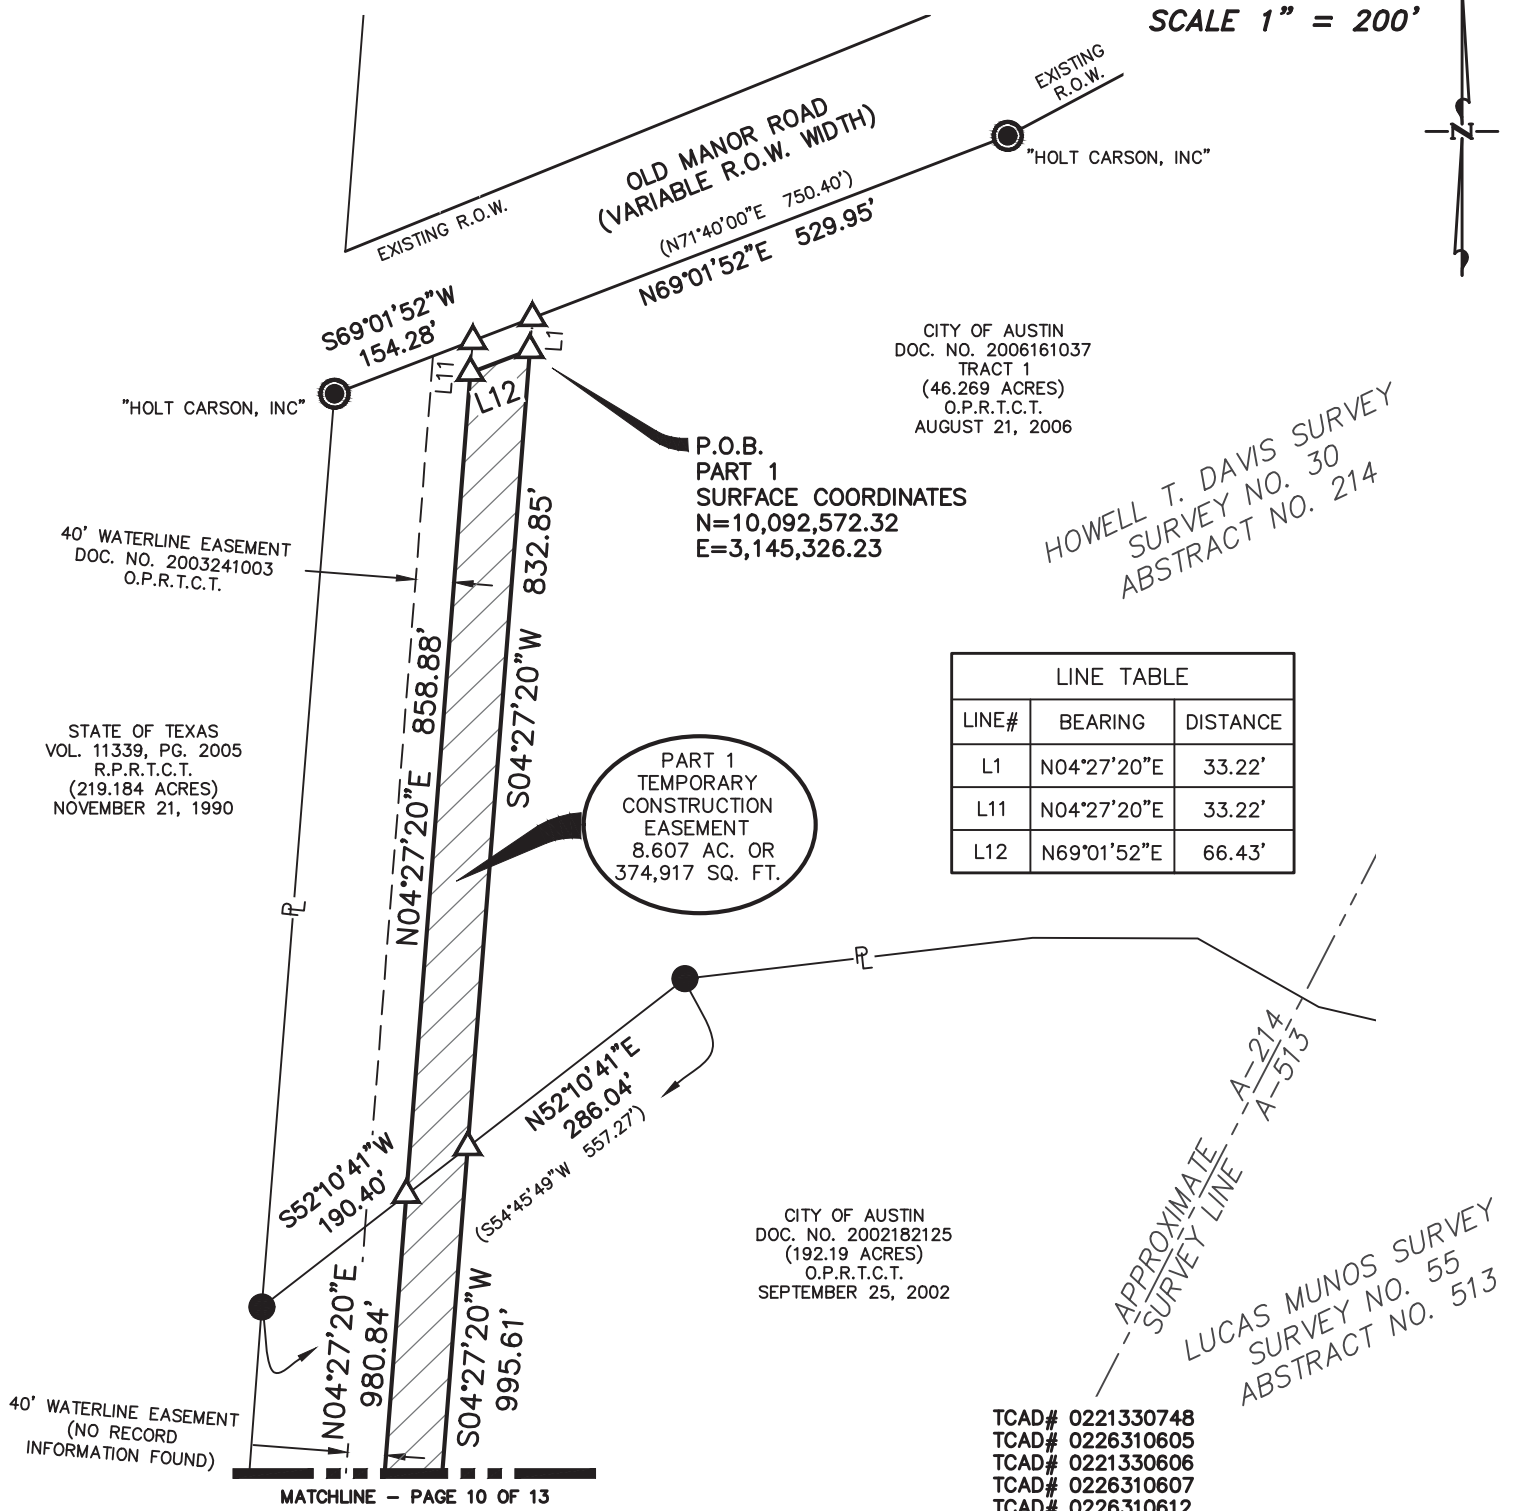 SCALE 1" = 200'
N
EXISTING
R.O.W.
"HOLT CARSON, INC"
OLD MANOR ROAD
(VARIABLE R.O.W. WIDTH)
EXISTING R.O.W.
(N71°40'00"E 750.40')
N69°01'52"E 529.95'
S69°01'52"W
154.28'
L1
L11
L12
"HOLT CARSON, INC"
CITY OF AUSTIN
DOC. NO. 2006161037
TRACT 1
(46.269 ACRES)
O.P.R.T.C.T.
AUGUST 21, 2006
P.O.B.
PART 1
SURFACE COORDINATES
N=10,092,572.32
E=3,145,326.23
HOWELL T. DAVIS SURVEY
SURVEY NO. 30
ABSTRACT NO. 214
40' WATERLINE EASEMENT
DOC. NO. 2003241003
O.P.R.T.C.T.
N04°27'20"E 858.88'
S04°27'20"W 832.85'
STATE OF TEXAS
VOL. 11339, PG. 2005
R.P.R.T.C.T.
(219.184 ACRES)
NOVEMBER 21, 1990
PART 1
TEMPORARY
CONSTRUCTION
EASEMENT
8.607 AC. OR
374,917 SQ. FT.
LINE TABLE
LINE# BEARING DISTANCE
L1 N04°27'20"E 33.22'
L11 N04°27'20"E 33.22'
L12 N69°01'52"E 66.43'
PL
PL
N52°10'41"E
286.04'
(S54°45'49"W 557.27')
S52°10'41"W
190.40'
A-214
A-513
APPROXIMATE
SURVEY LINE
CITY OF AUSTIN
DOC. NO. 2002182125
(192.19 ACRES)
O.P.R.T.C.T.
SEPTEMBER 25, 2002
LUCAS MUNOS SURVEY
SURVEY NO. 55
ABSTRACT NO. 513
N04°27'20"E
980.84'
S04°27'20"W
995.61'
40' WATERLINE EASEMENT
(NO RECORD
INFORMATION FOUND)
MATCHLINE - PAGE 10 OF 13
TCAD# 0221330748
TCAD# 0226310605
TCAD# 0221330606
TCAD# 0226310607
TCAD# 0226310612